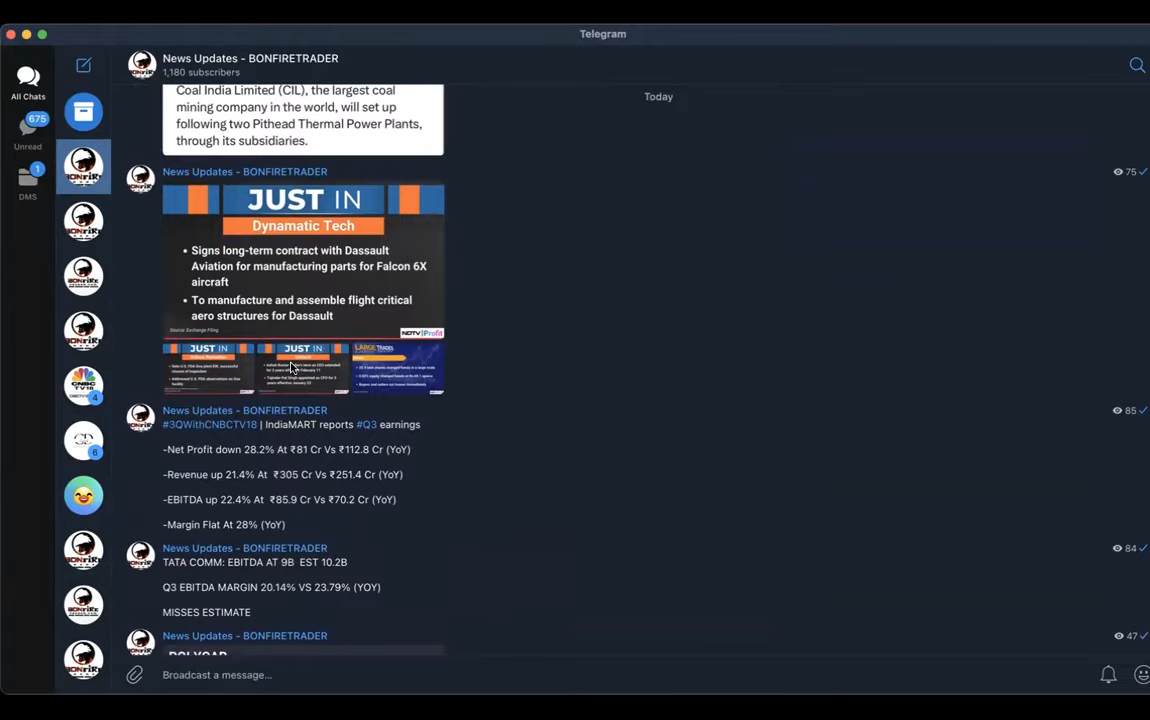 Telegram
News Updates - BONFIRETRADER
1,180 subscribers
All Chats
675
Unread
1
DMS
Today
Coal India Limited (CIL), the largest coal
mining company in the world, will set up
following two Pithead Thermal Power Plants,
through its subsidiaries.
News Updates - BONFIRETRADER
75
JUST IN
Dynamatic Tech
• Signs long-term contract with Dassault
Aviation for manufacturing parts for Falcon 6X
aircraft
• To manufacture and assemble flight critical
aero structures for Dassault
Source: Exchange Filing
NDTV Profit
JUST IN
JUST IN
LARGE TRADES
News Updates - BONFIRETRADER
85
#3QWithCNBCTV18 | IndiaMART reports #Q3 earnings
-Net Profit down 28.2% At ₹81 Cr Vs ₹112.8 Cr (YoY)
-Revenue up 21.4% At ₹305 Cr Vs ₹251.4 Cr (YoY)
-EBITDA up 22.4% At ₹85.9 Cr Vs ₹70.2 Cr (YoY)
-Margin Flat At 28% (YoY)
CNBC
TV18
4
6
News Updates - BONFIRETRADER
84
TATA COMM: EBITDA AT 9B EST 10.2B
Q3 EBITDA MARGIN 20.14% VS 23.79% (YOY)
MISSES ESTIMATE
News Updates - BONFIRETRADER
47
POLYCAB
Broadcast a message...